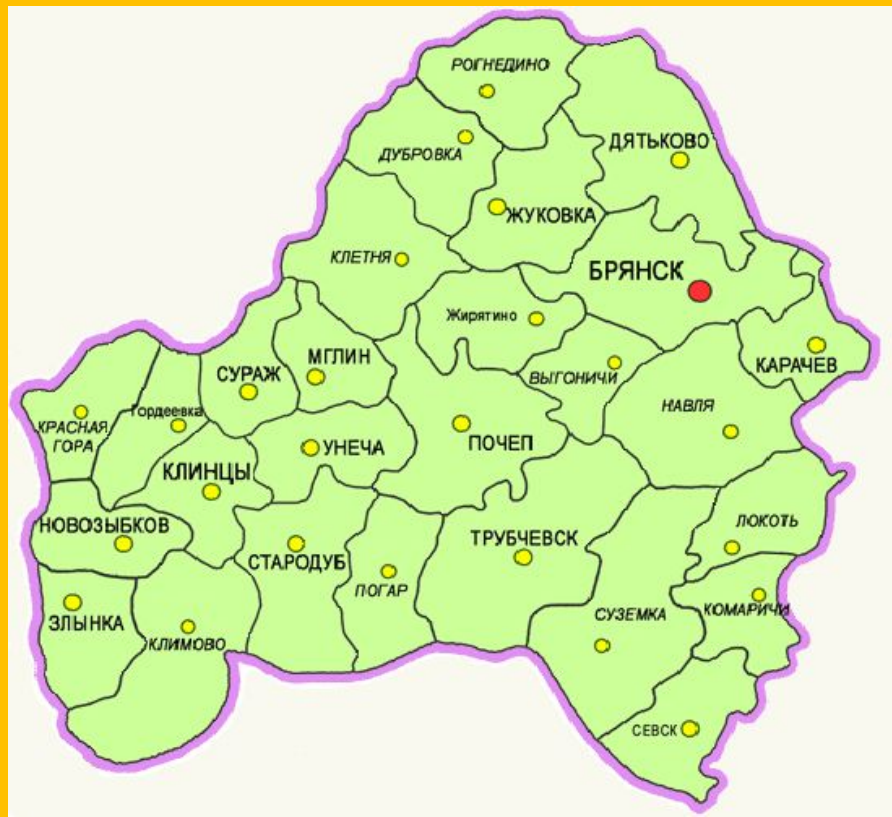 РОГНЕДИНО
ДЯТЬКОВО
ДУБРОВКА
ЖУКОВКА
КЛЕТНЯ
БРЯНСК
Жирятино
МГЛИН
КАРАЧЕВ
СУРАЖ
ВЫГОНИЧИ
НАВЛЯ
Гордеевка
КРАСНАЯ
ГОРА
ПОЧЕП
УНЕЧА
КЛИНЦЫ
НОВОЗЫБКОВ
ЛОКОТЬ
ТРУБЧЕВСК
СТАРОДУБ
ПОГАР
КОМАРИЧИ
СУЗЕМКА
ЗЛЫНКА
КЛИМОВО
СЕВСК